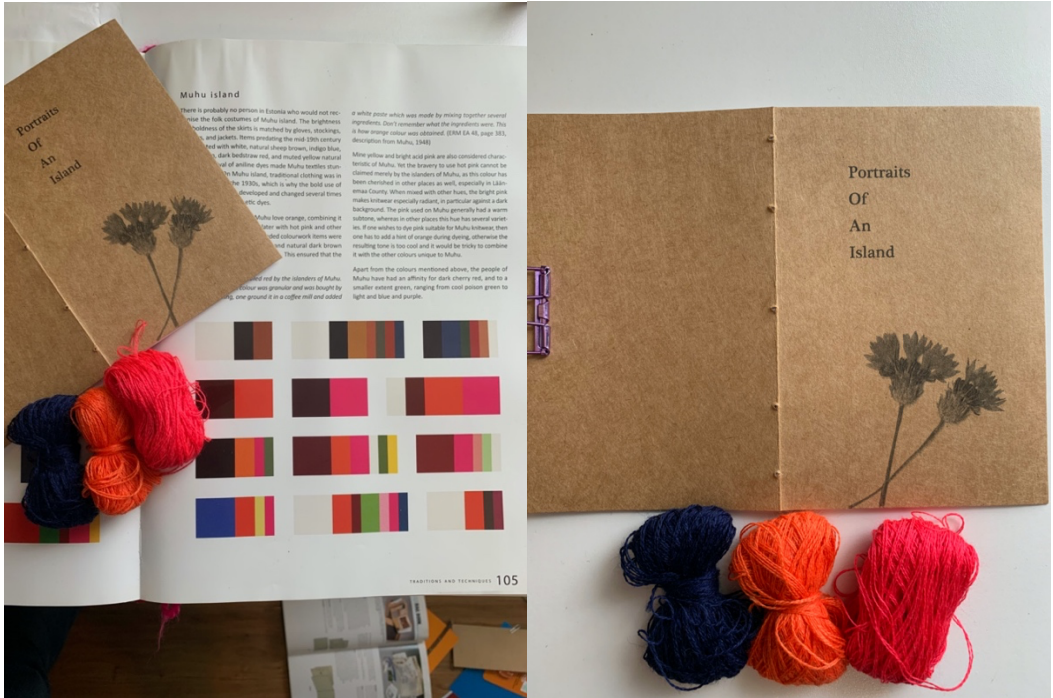 Portraits
Of
An
Island
Muhu island
There is probably no person in Estonia who would not rec-
nise the folk costumes of Muhu island. The brightness
boldness of the skirts is matched by gloves, stockings,
and jackets. Items predating the mid-19th century
ted with white, natural sheep brown, indigo blue,
dark bedstraw red, and muted yellow natural
val of aniline dyes made Muhu textiles stun-
n Muhu island, traditional clothing was in
he 1930s, which is why the bold use of
developed and changed several times
etic dyes.
Muhu love orange, combining it
ater with hot pink and other
ded colourwork items were
and natural dark brown
This ensured that the
red by the islanders of Muhu.
olour was granular and was bought by
ng, one ground it in a coffee mill and added
a white paste which was made by mixing together several
ingredients. Don't remember what the ingredients were. This
is how orange colour was obtained. (ERM EA 48, page 383,
description from Muhu, 1948)
Mine yellow and bright acid pink are also considered charac-
teristic of Muhu. Yet the bravery to use hot pink cannot be
claimed merely by the islanders of Muhu, as this colour has
been cherished in other places as well, especially in Lään-
emaa County. When mixed with other hues, the bright pink
makes knitwear especially radiant, in particular against a dark
background. The pink used on Muhu generally had a warm
subtone, whereas in other places this hue has several variet-
ies. If one wishes to dye pink suitable for Muhu knitwear, then
one has to add a hint of orange during dyeing, otherwise the
resulting tone is too cool and it would be tricky to combine
it with the other colours unique to Muhu.
Apart from the colours mentioned above, the people of
Muhu have had an affinity for dark cherry red, and to a
smaller extent green, ranging from cool poison green to
light and blue and purple.
TRADITIONS AND TECHNIQUES 105
Portraits
Of
An
Island